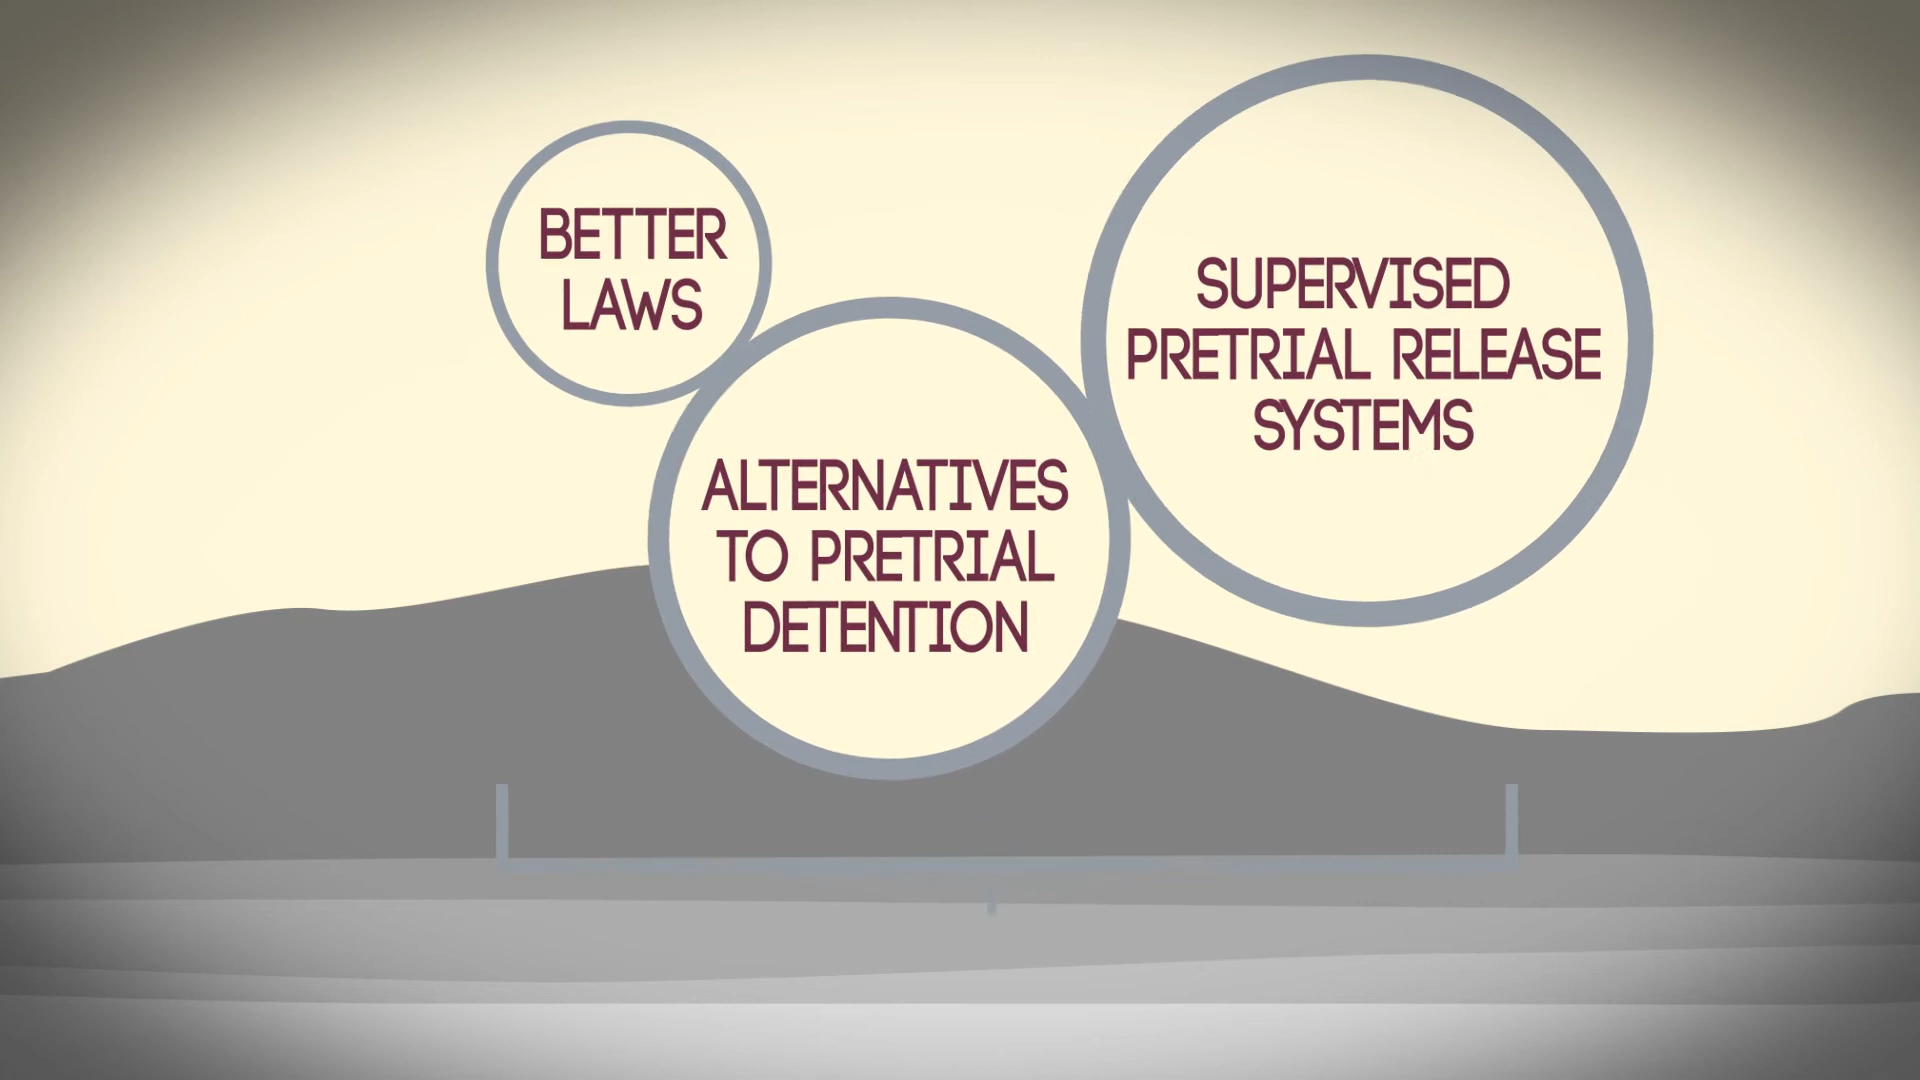 BETTER
LAWS
ALTERNATIVES
TO PRETRIAL
DETENTION
SUPERVISED
PRETRIAL RELEASE
SYSTEMS